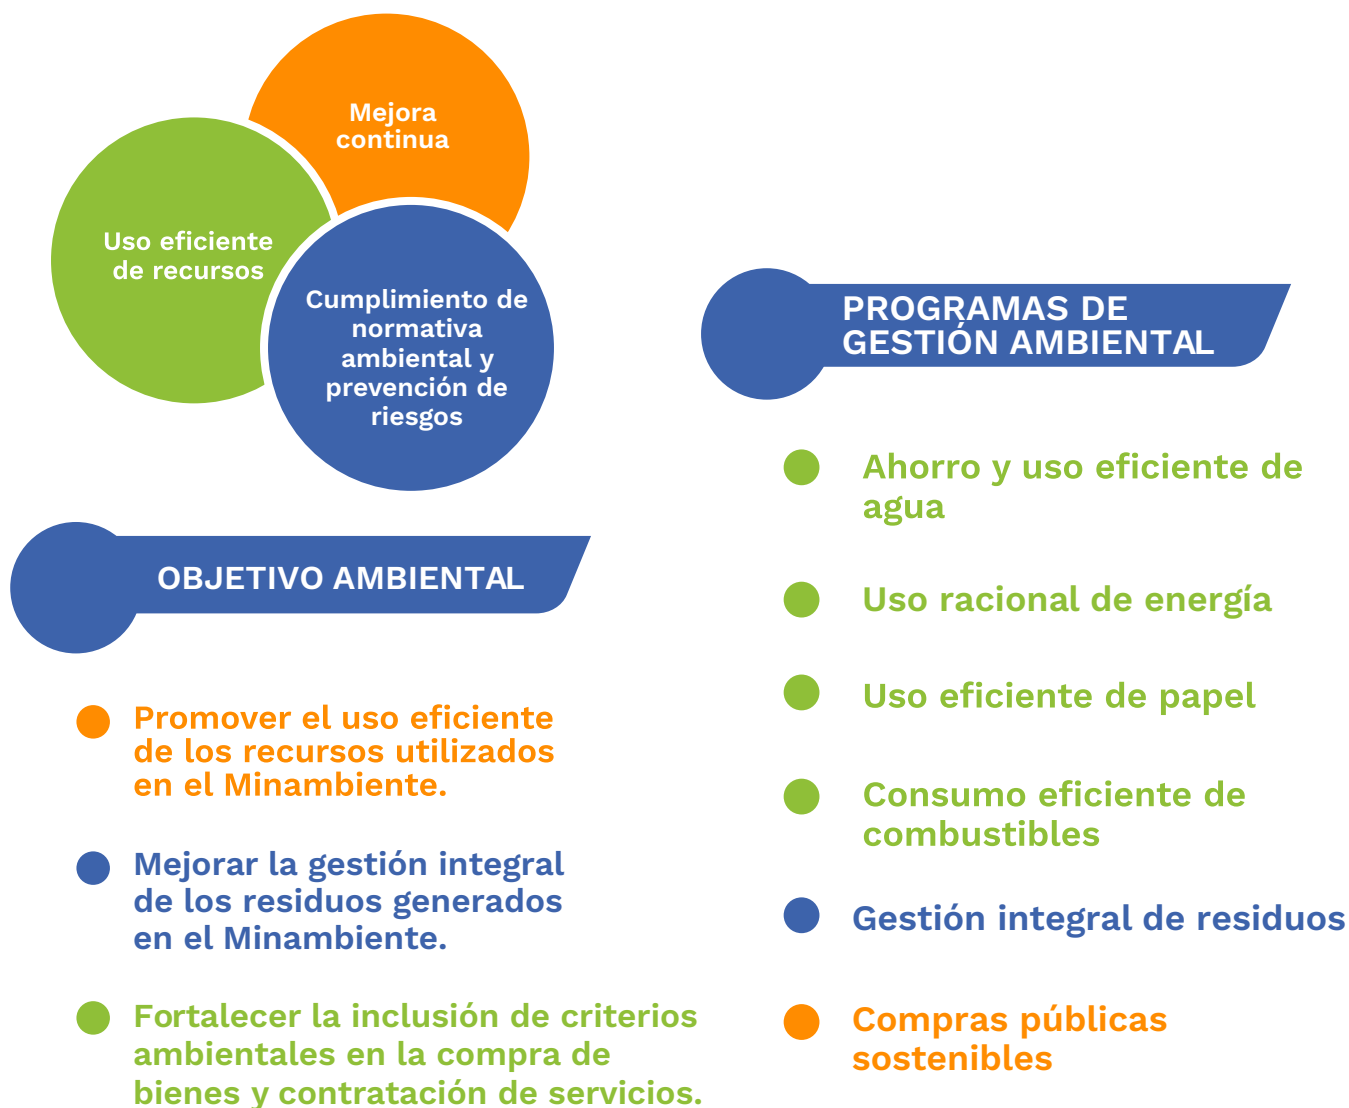 Mejora
continua
Uso eficiente
de recursos
Cumplimiento de
normativa
ambiental y
prevención de
riesgos
OBJETIVO AMBIENTAL
Promover el uso eficiente
de los recursos utilizados
en el Minambiente.
Mejorar la gestión integral
de los residuos generados
en el Minambiente.
Fortalecer la inclusión de criterios
ambientales en la compra de
bienes y contratación de servicios.
PROGRAMAS DE
GESTIÓN AMBIENTAL
Ahorro y uso eficiente de
agua
Uso racional de energía
Uso eficiente de papel
Consumo eficiente de
combustibles
Gestión integral de residuos
Compras públicas
sostenibles